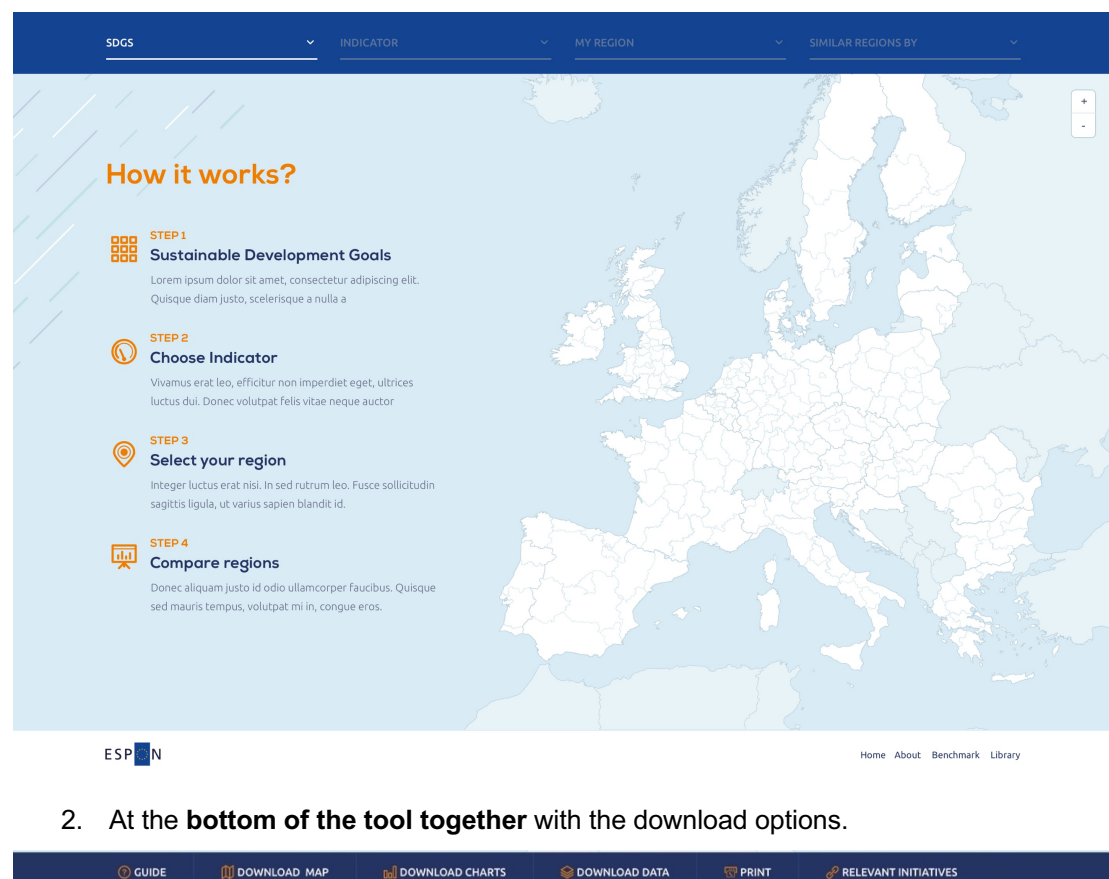 SDGS INDICATOR MY REGION SIMILAR REGIONS BY
+
-
How it works?
STEP 1
Sustainable Development Goals
Lorem ipsum dolor sit amet, consectetur adipiscing elit.
Quisque diam justo, scelerisque a nulla a
STEP 2
Choose Indicator
Vivamus erat leo, efficitur non imperdiet eget, ultrices
luctus dui. Donec volutpat felis vitae neque auctor
STEP 3
Select your region
Integer luctus erat nisi. In sed rutrum leo. Fusce sollicitudin
sagittis ligula, ut varius sapien blandit id.
STEP 4
Compare regions
Donec aliquam justo id odio ullamcorper faucibus. Quisque
sed mauris tempus, volutpat mi in, congue eros.
ESPON Home About Benchmark Library
2. At the bottom of the tool together with the download options.
GUIDE DOWNLOAD MAP DOWNLOAD CHARTS DOWNLOAD DATA PRINT RELEVANT INITIATIVES